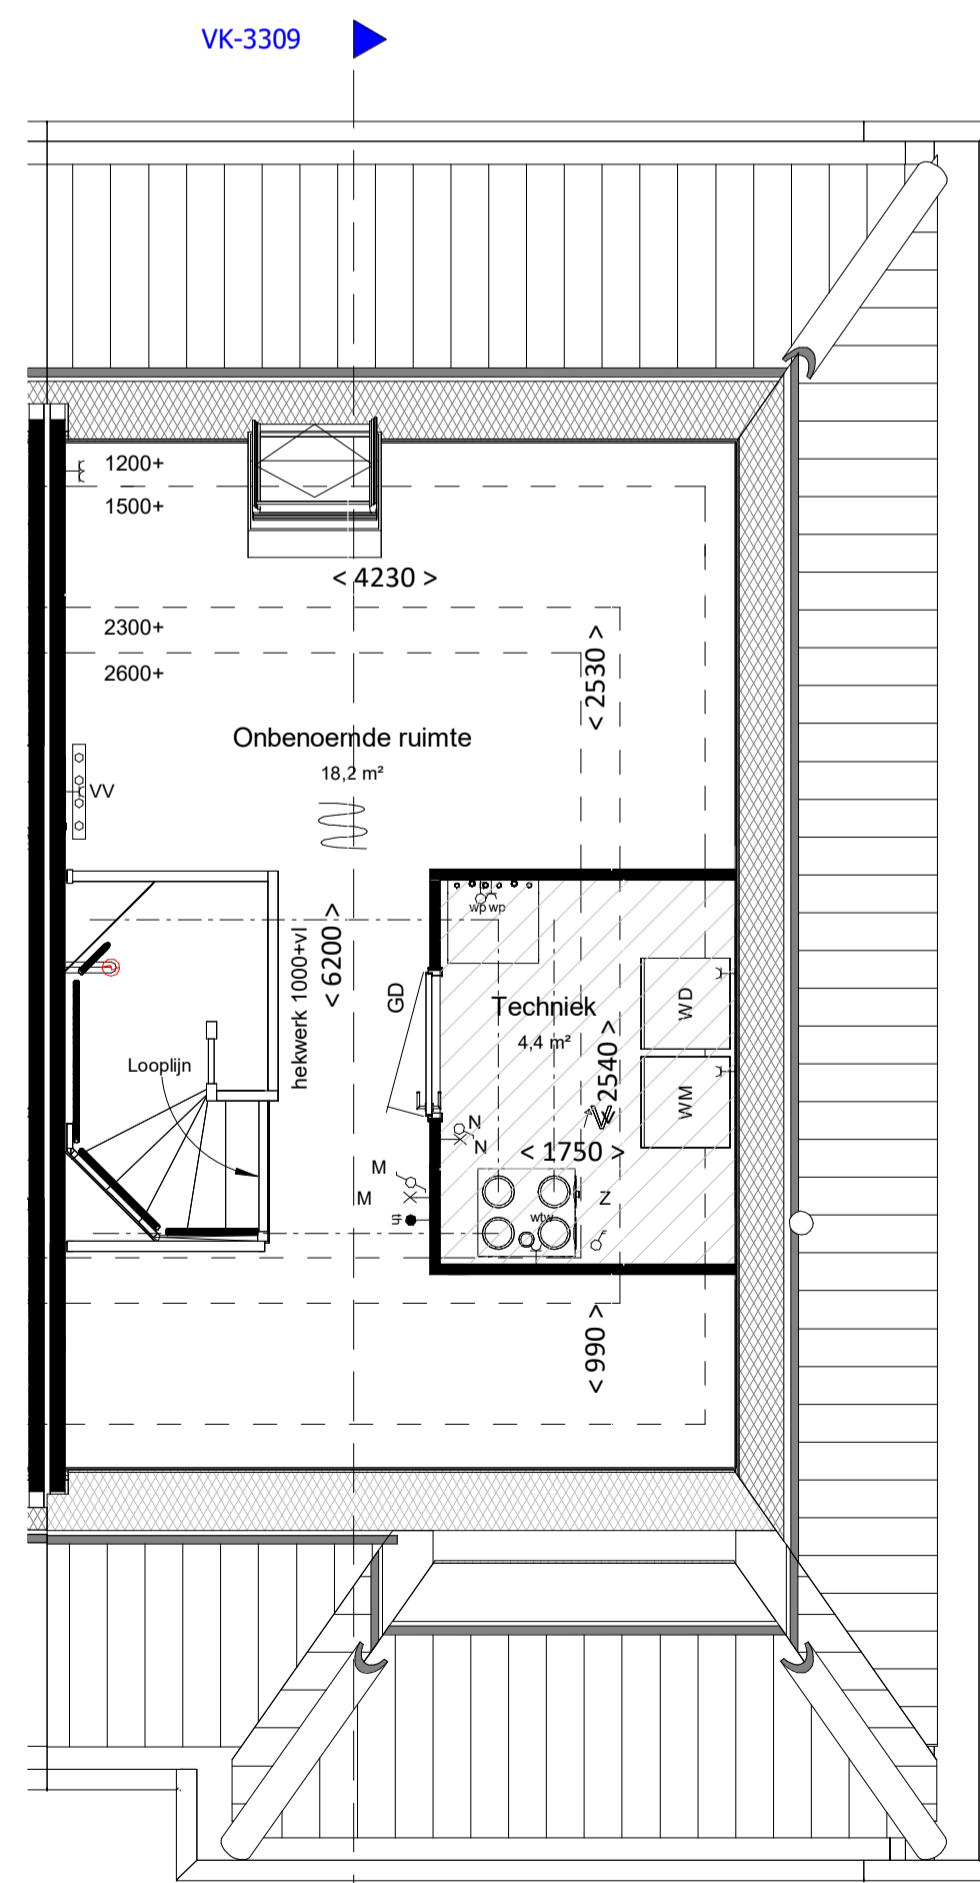 VK-3309
1200+
1500+
< 4230 >
2300+
2600+
< 2530 >
Onbenoemde ruimte
18,2 m²
VV
wp wp
< 6200 >
hekwerk 1000+vl
GD
Techniek
4,4 m²
WD
< 2540 >
Looplijn
WM
N
N
< 1750 >
M
M
Z
wtw
< 990 >